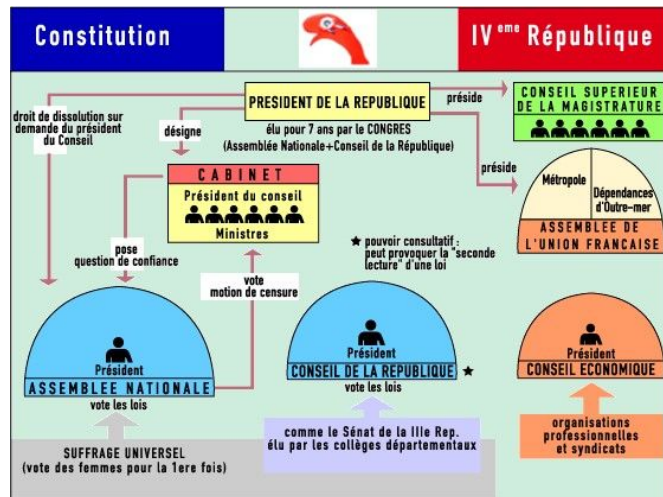 Constitution
IVeme République
droit de dissolution sur
demande du président
du Conseil
PRESIDENT DE LA REPUBLIQUE
élu pour 7 ans par le CONGRES
(Assemblée Nationale+Conseil de la République)
désigne
préside
CONSEIL SUPERIEUR
DE LA MAGISTRATURE
préside
Métropole
Dépendances
d'Outre-mer
ASSEMBLEE DE
L'UNION FRANCAISE
CABINET
Président du conseil
Ministres
pose
question de confiance
vote
motion de censure
★ pouvoir consultatif :
peut provoquer la "seconde
lecture" d'une loi
Président
ASSEMBLEE NATIONALE
vote les lois
Président
CONSEIL DE LA REPUBLIQUE ★
vote les lois
Président
CONSEIL ECONOMIQUE
SUFFRAGE UNIVERSEL
(vote des femmes pour la 1ere fois)
comme le Sénat de la IIIe Rep.
élu par les collèges départementaux
organisations
professionnelles
et syndicats